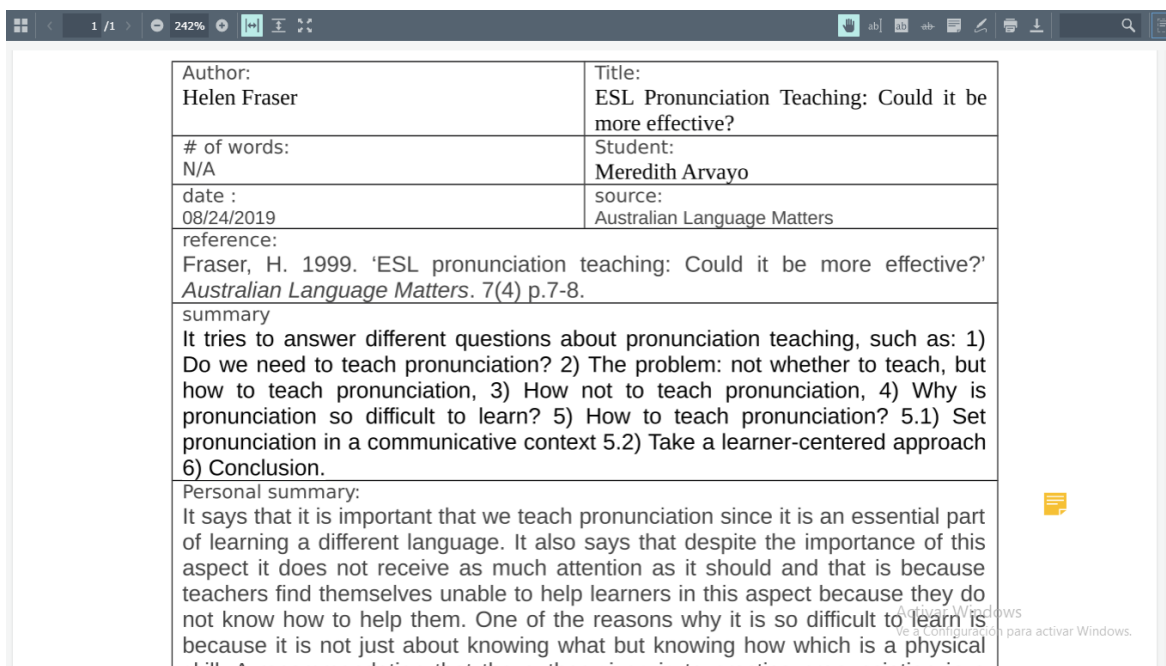 1 /1
242%
Author:
Helen Fraser
Title:
ESL Pronunciation Teaching: Could it be
more effective?
# of words:
N/A
Student:
Meredith Arvayo
date :
08/24/2019
source:
Australian Language Matters
reference:
Fraser, H. 1999. ‘ESL pronunciation teaching: Could it be more effective?’
Australian Language Matters. 7(4) p.7-8.
summary
It tries to answer different questions about pronunciation teaching, such as: 1)
Do we need to teach pronunciation? 2) The problem: not whether to teach, but
how to teach pronunciation, 3) How not to teach pronunciation, 4) Why is
pronunciation so difficult to learn? 5) How to teach pronunciation? 5.1) Set
pronunciation in a communicative context 5.2) Take a learner-centered approach
6) Conclusion.
Personal summary:
It says that it is important that we teach pronunciation since it is an essential part
of learning a different language. It also says that despite the importance of this
aspect it does not receive as much attention as it should and that is because
teachers find themselves unable to help learners in this aspect because they do
not know how to help them. One of the reasons why it is so difficult to learn is
because it is not just about knowing what but knowing how which is a physical
Activar Windows
Ve a Configuración para activar Windows.